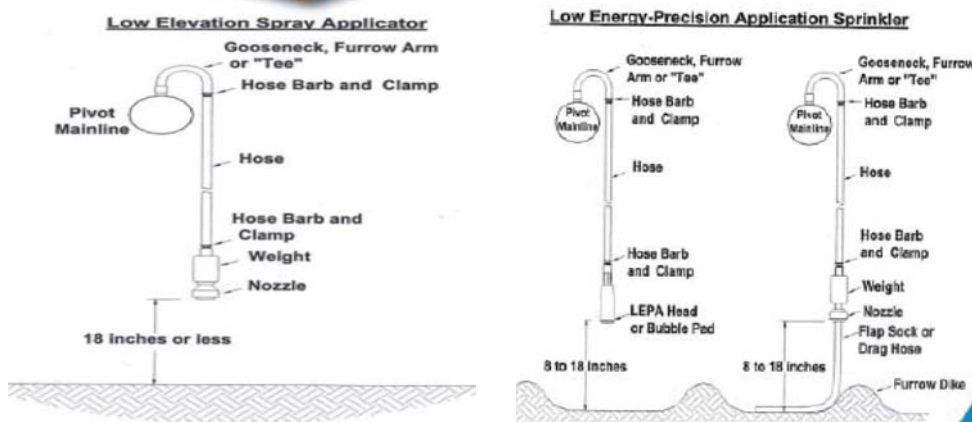 Low Elevation Spray Applicator
Gooseneck, Furrow Arm
or "Tee"
Hose Barb and Clamp
Pivot
Mainline
Hose
Hose Barb and
Clamp
Weight
Nozzle
18 inches or less
Low Energy-Precision Application Sprinkler
Gooseneck, Furrow
Arm or "Tee"
Hose Barb
and Clamp
Pivot
Mainline
Hose
Hose Barb
and Clamp
LEPA Head
or Bubble Pad
8 to 18 inches
Gooseneck, Furrow
Arm or "Tee"
Hose Barb
and Clamp
Pivot
Mainline
Hose
Hose Barb
and Clamp
Weight
Nozzle
Flap Sock or
Drag Hose
8 to 18 inches
Furrow Dike